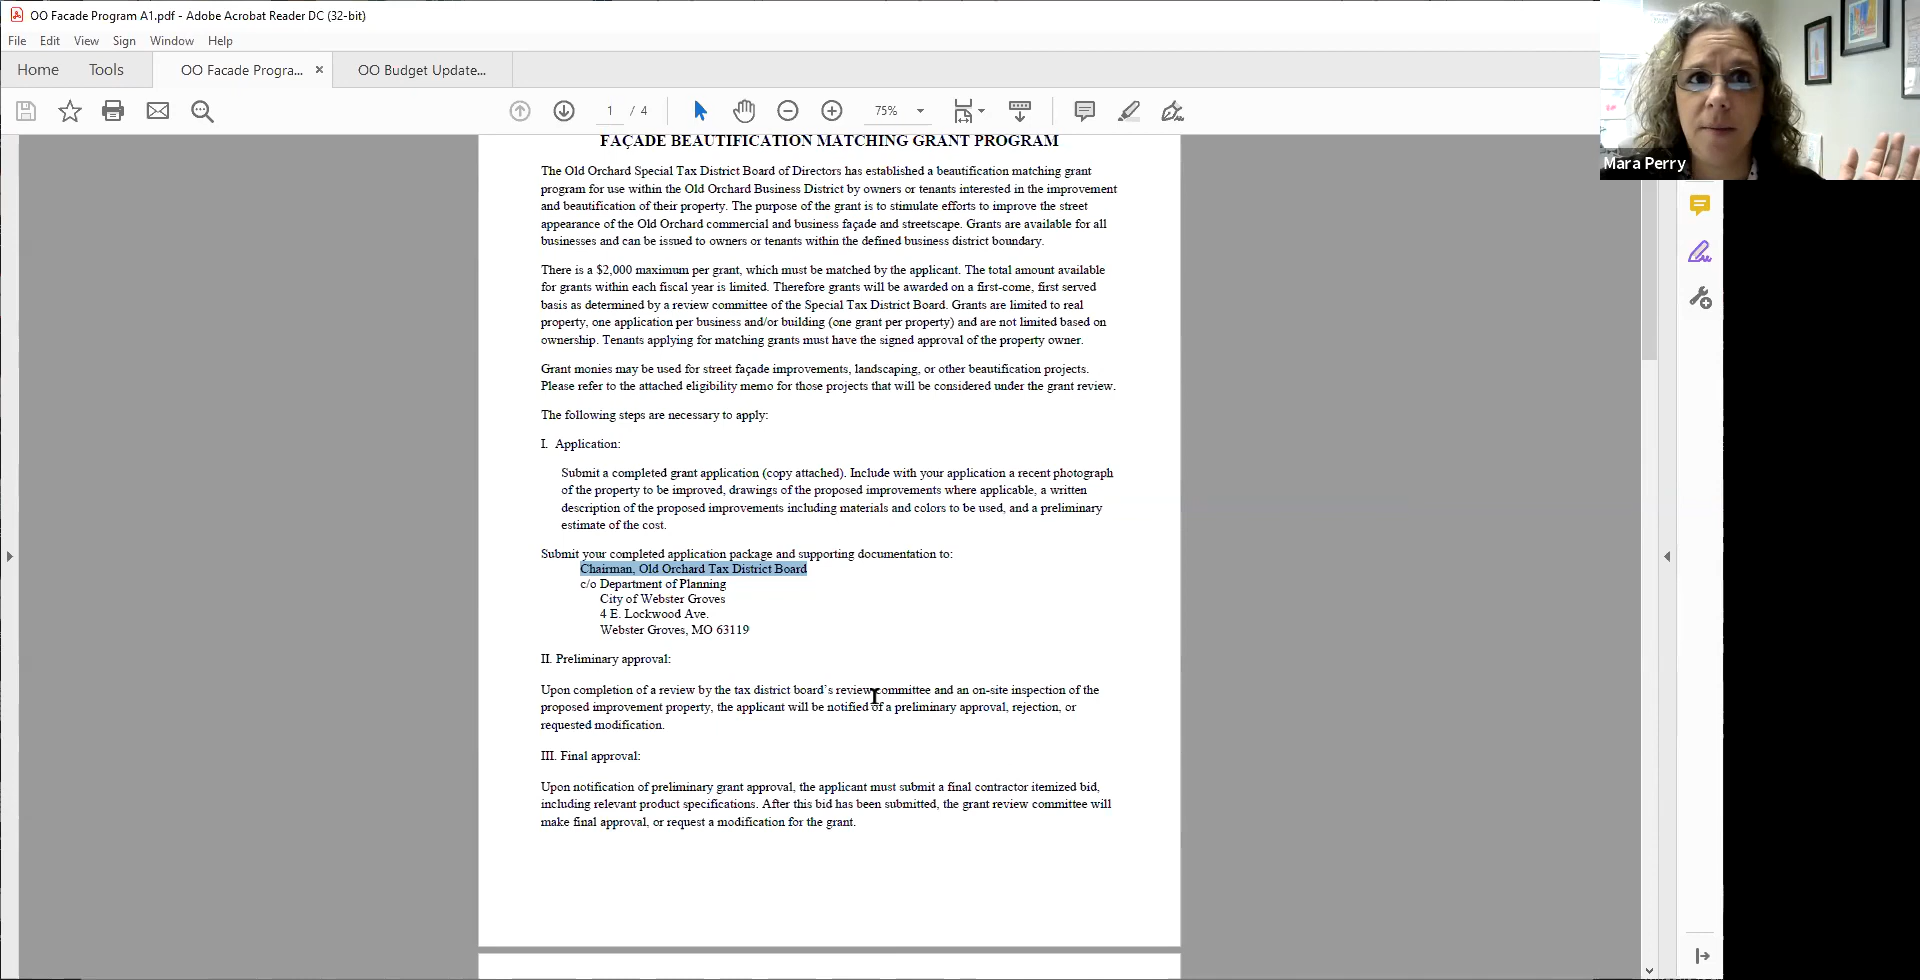 OO Facade Program A1.pdf - Adobe Acrobat Reader DC (32-bit)
File Edit View Sign Window Help
Home Tools OO Facade Progra... × OO Budget Update...
1 / 4 75%
Mara Perry
FAÇADE BEAUTIFICATION MATCHING GRANT PROGRAM
The Old Orchard Special Tax District Board of Directors has established a beautification matching grant
program for use within the Old Orchard Business District by owners or tenants interested in the improvement
and beautification of their property. The purpose of the grant is to stimulate efforts to improve the street
appearance of the Old Orchard commercial and business façade and streetscape. Grants are available for all
businesses and can be issued to owners or tenants within the defined business district boundary.
There is a $2,000 maximum per grant, which must be matched by the applicant. The total amount available
for grants within each fiscal year is limited. Therefore grants will be awarded on a first-come, first served
basis as determined by a review committee of the Special Tax District Board. Grants are limited to real
property, one application per business and/or building (one grant per property) and are not limited based on
ownership. Tenants applying for matching grants must have the signed approval of the property owner.
Grant monies may be used for street façade improvements, landscaping, or other beautification projects.
Please refer to the attached eligibility memo for those projects that will be considered under the grant review.
The following steps are necessary to apply:
I. Application:
Submit a completed grant application (copy attached). Include with your application a recent photograph
of the property to be improved, drawings of the proposed improvements where applicable, a written
description of the proposed improvements including materials and colors to be used, and a preliminary
estimate of the cost.
Submit your completed application package and supporting documentation to:
Chairman, Old Orchard Tax District Board
c/o Department of Planning
City of Webster Groves
4 E. Lockwood Ave.
Webster Groves, MO 63119
II. Preliminary approval:
Upon completion of a review by the tax district board's review committee and an on-site inspection of the
proposed improvement property, the applicant will be notified of a preliminary approval, rejection, or
requested modification.
III. Final approval:
Upon notification of preliminary grant approval, the applicant must submit a final contractor itemized bid,
including relevant product specifications. After this bid has been submitted, the grant review committee will
make final approval, or request a modification for the grant.